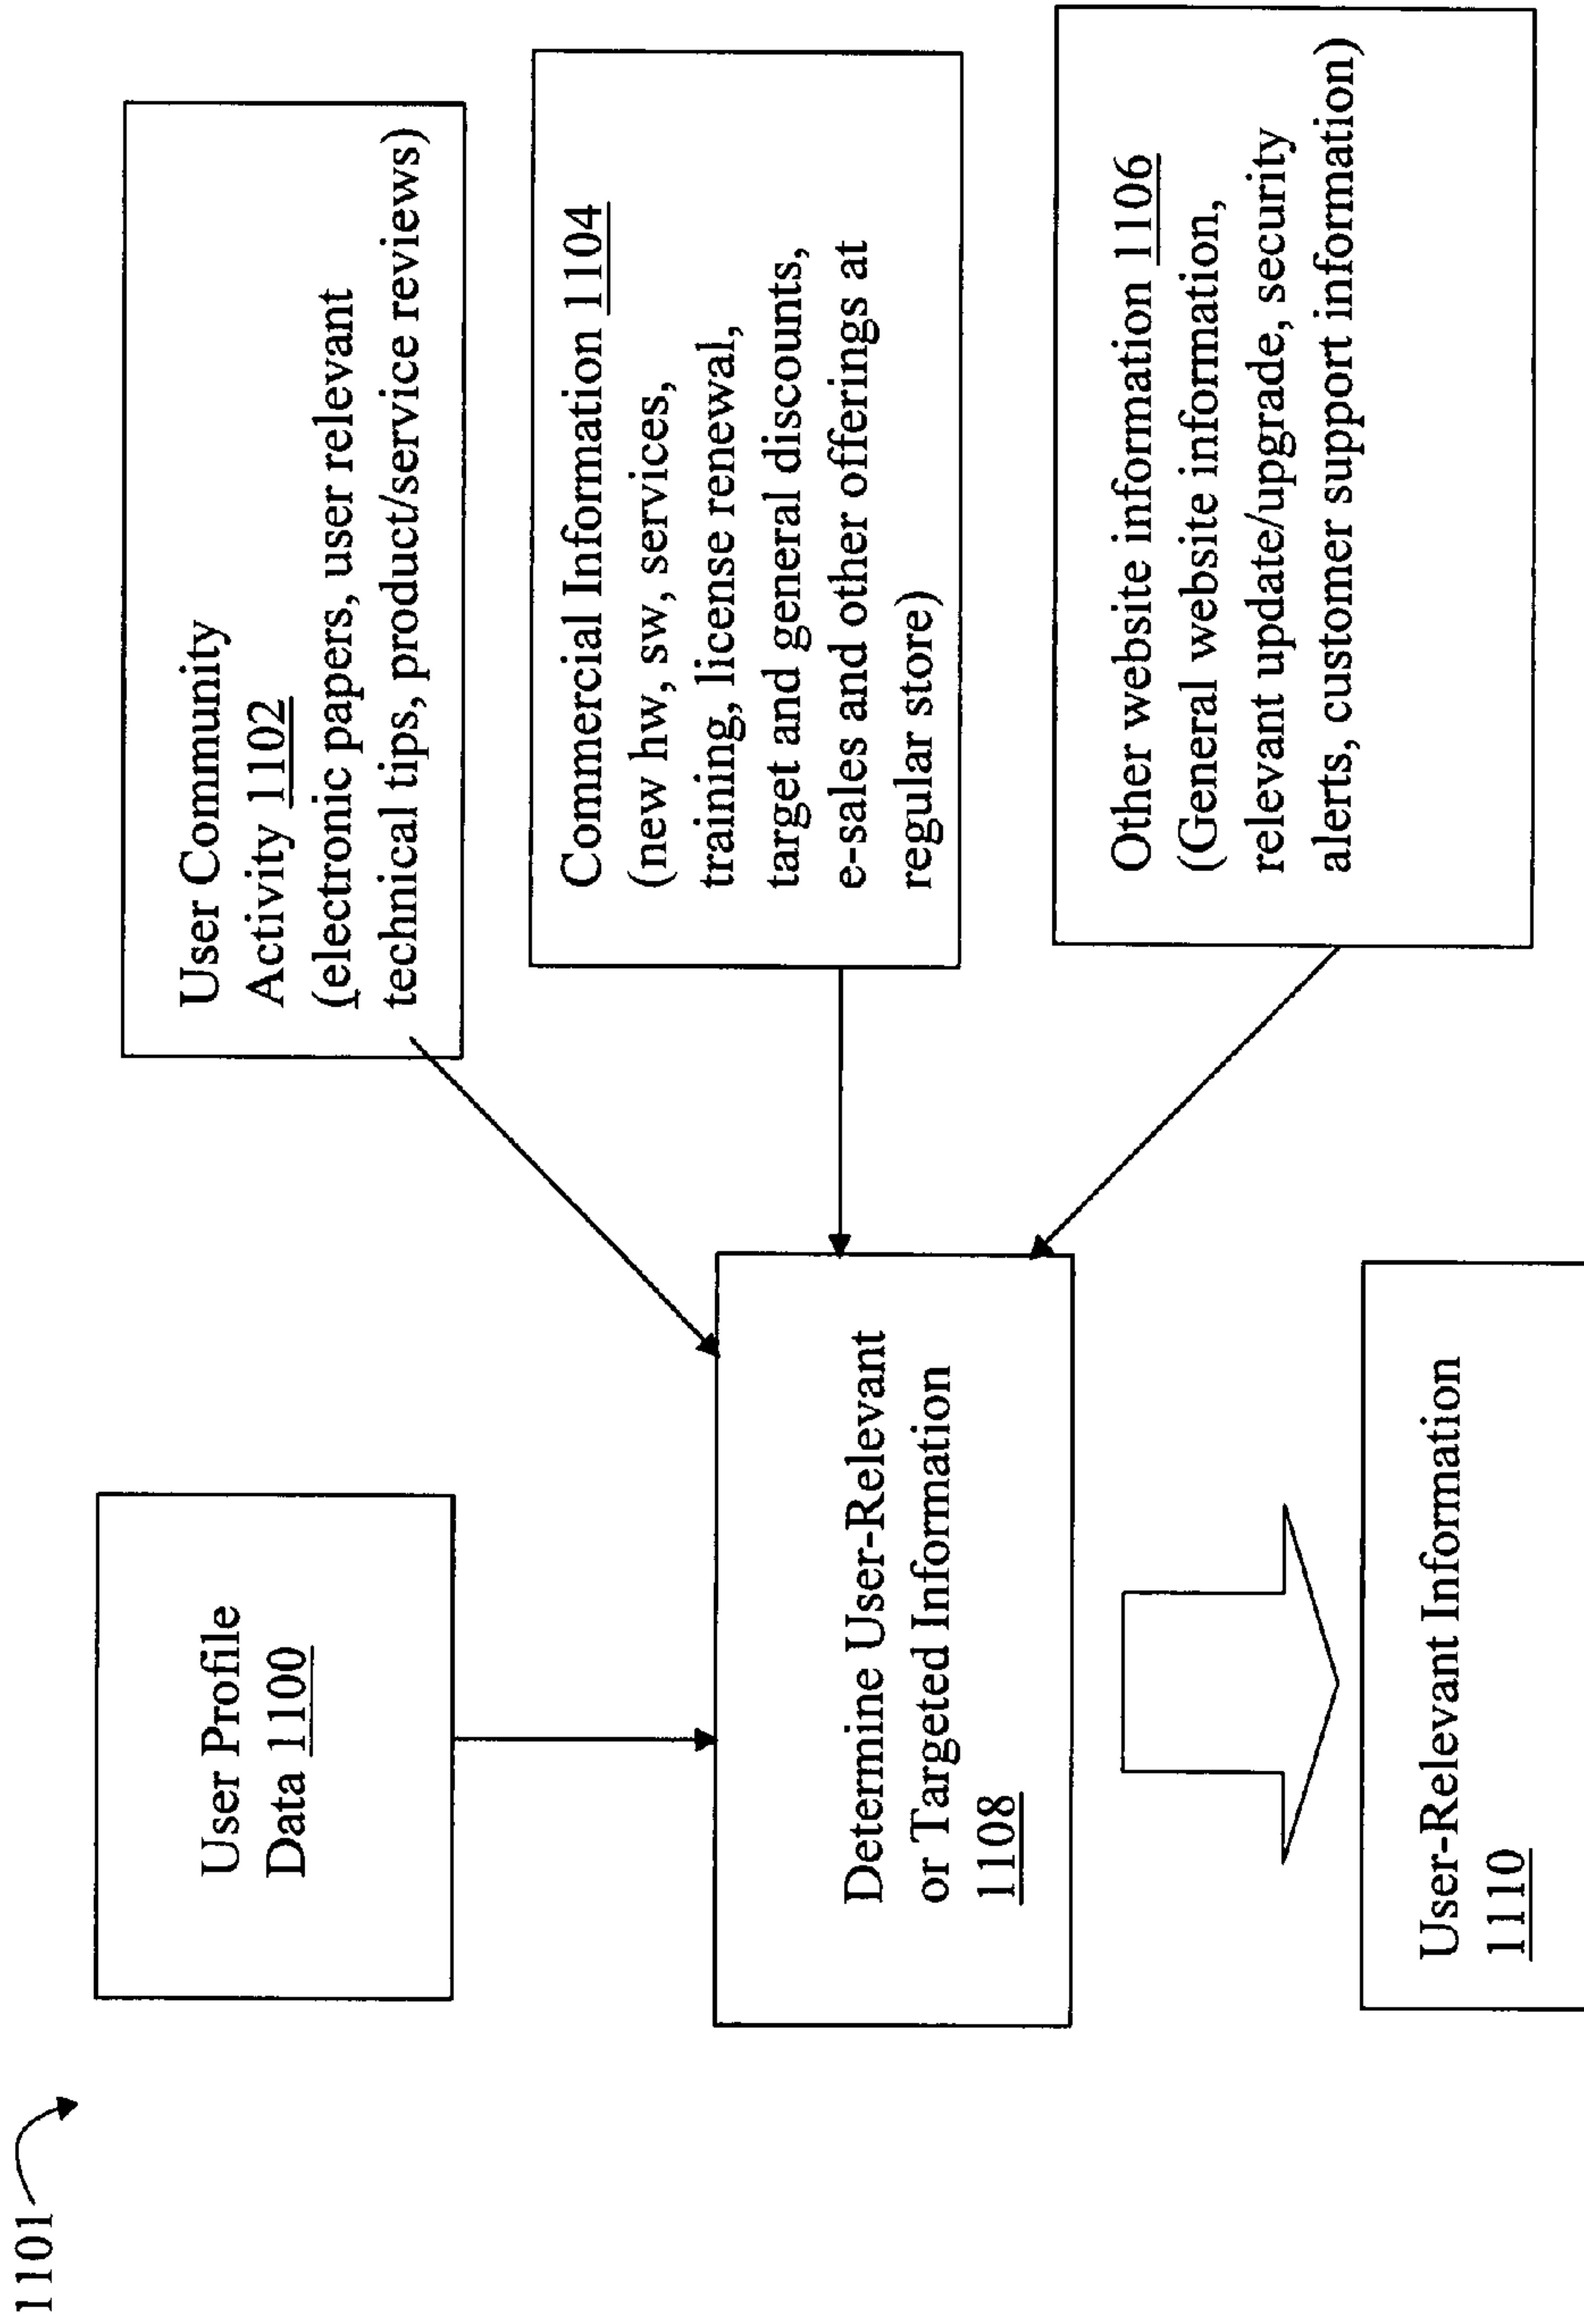 1101
User Profile
Data 1100
User Community
Activity 1102
(electronic papers, user relevant
technical tips, product/service reviews)
Commercial Information 1104
(new hw, sw, services,
training, license renewal,
target and general discounts,
e-sales and other offerings at
regular store)
Other website information 1106
(General website information,
relevant update/upgrade, security
alerts, customer support information)
Determine User-Relevant
or Targeted Information
1108
User-Relevant Information
1110